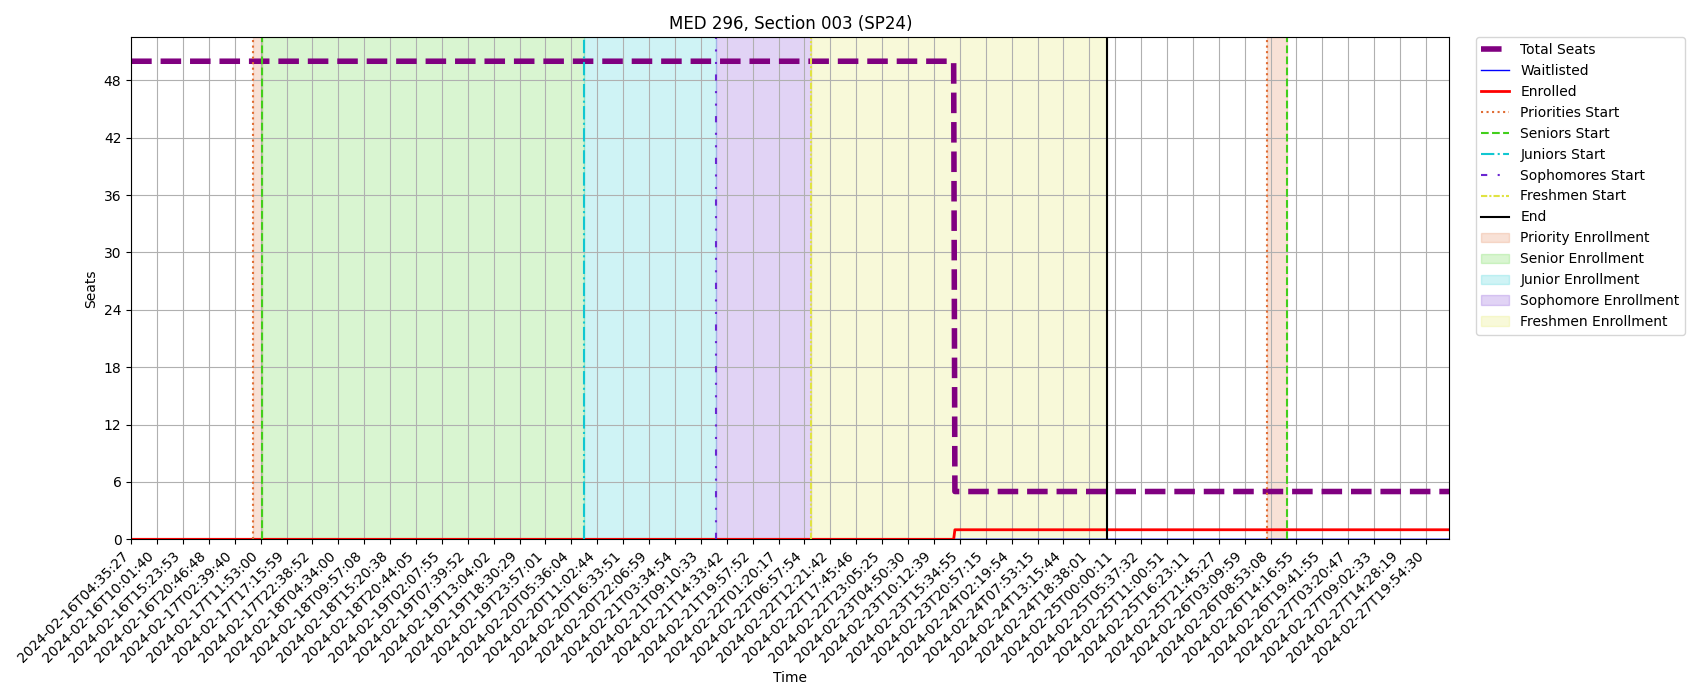 MED 296, Section 003 (SP24)
Total Seats
Waitlisted
Enrolled
Priorities Start
Seniors Start
Juniors Start
Sophomores Start
Freshmen Start
End
Priority Enrollment
Senior Enrollment
Junior Enrollment
Sophomore Enrollment
Freshmen Enrollment
Seats
48
42
36
30
24
18
12
6
0
2024-02-16T04:35:27
2024-02-16T10:01:40
2024-02-16T15:23:53
2024-02-16T20:46:48
2024-02-17T02:39:40
2024-02-17T11:53:00
2024-02-17T17:15:59
2024-02-17T22:38:52
2024-02-18T04:34:00
2024-02-18T09:57:08
2024-02-18T15:20:38
2024-02-18T20:44:05
2024-02-19T02:07:55
2024-02-19T07:39:52
2024-02-19T13:04:02
2024-02-19T18:30:29
2024-02-19T23:57:01
2024-02-20T05:36:04
2024-02-20T11:02:44
2024-02-20T16:33:51
2024-02-20T22:06:59
2024-02-21T03:34:54
2024-02-21T09:10:33
2024-02-21T14:33:42
2024-02-21T19:57:52
2024-02-22T01:20:17
2024-02-22T06:57:54
2024-02-22T12:21:42
2024-02-22T17:45:46
2024-02-22T23:05:25
2024-02-23T04:50:30
2024-02-23T10:12:39
2024-02-23T15:34:55
2024-02-23T20:57:15
2024-02-24T02:19:54
2024-02-24T07:53:15
2024-02-24T13:15:44
2024-02-24T18:38:01
2024-02-25T00:00:11
2024-02-25T05:37:32
2024-02-25T11:00:51
2024-02-25T16:23:11
2024-02-25T21:45:27
2024-02-26T03:09:59
2024-02-26T08:53:08
2024-02-26T14:16:55
2024-02-26T19:41:55
2024-02-27T03:20:47
2024-02-27T09:02:33
2024-02-27T14:28:19
2024-02-27T19:54:30
Time